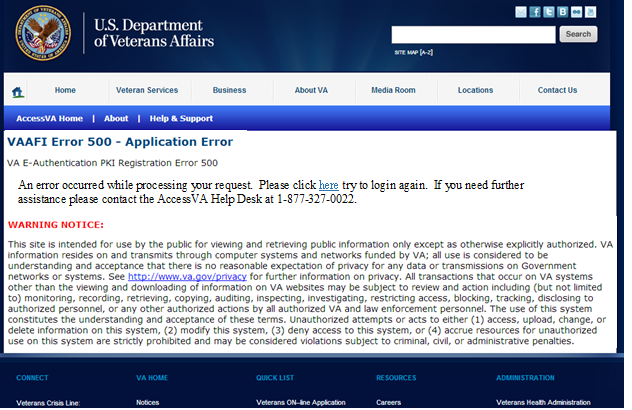 U.S. Department
of Veterans Affairs
Search
SITE MAP [A-Z]
Home Veteran Services Business About VA Media Room Locations Contact Us
AccessVA Home | About | Help & Support
VAAFI Error 500 - Application Error
VA E-Authentication PKI Registration Error 500
An error occurred while processing your request. Please click here try to login again. If you need further
assistance please contact the AccessVA Help Desk at 1-877-327-0022.
WARNING NOTICE:
This site is intended for use by the public for viewing and retrieving public information only except as otherwise explicitly authorized. VA
information resides on and transmits through computer systems and networks funded by VA; all use is considered to be
understanding and acceptance that there is no reasonable expectation of privacy for any data or transmissions on Government
networks or systems. See http://www.va.gov/privacy for further information on privacy. All transactions that occur on VA systems
other than the viewing and downloading of information on VA websites may be subject to review and action including (but not limited
to) monitoring, recording, retrieving, copying, auditing, inspecting, investigating, restricting access, blocking, tracking, disclosing to
authorized personnel, or any other authorized actions by all authorized VA and law enforcement personnel. The use of this system
constitutes the understanding and acceptance of these terms. Unauthorized attempts or acts to either (1) access, upload, change, or
delete information on this system, (2) modify this system, (3) deny access to this system, or (4) accrue resources for unauthorized
use on this system are strictly prohibited and may be considered violations subject to criminal, civil, or administrative penalties.
CONNECT VA HOME QUICK LIST RESOURCES ADMINISTRATION
Veterans Crisis Line: Notices Veterans ON-line Application Careers Veterans Health Administration